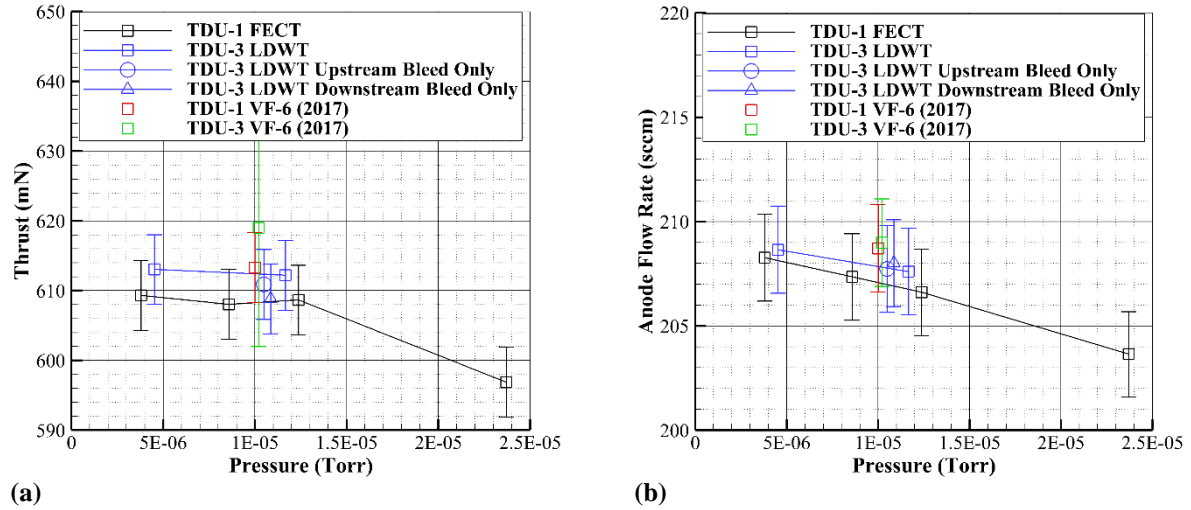 650
640
630
620
610
600
590
Thrust (mN)
TDU-1 FECT
TDU-3 LDWT
TDU-3 LDWT Upstream Bleed Only
TDU-3 LDWT Downstream Bleed Only
TDU-1 VF-6 (2017)
TDU-3 VF-6 (2017)
0 5E-06 1E-05 1.5E-05 2E-05 2.5E-05
Pressure (Torr)
(a)
220
215
210
205
200
Anode Flow Rate (sccm)
TDU-1 FECT
TDU-3 LDWT
TDU-3 LDWT Upstream Bleed Only
TDU-3 LDWT Downstream Bleed Only
TDU-1 VF-6 (2017)
TDU-3 VF-6 (2017)
0 5E-06 1E-05 1.5E-05 2E-05 2.5E-05
Pressure (Torr)
(b)